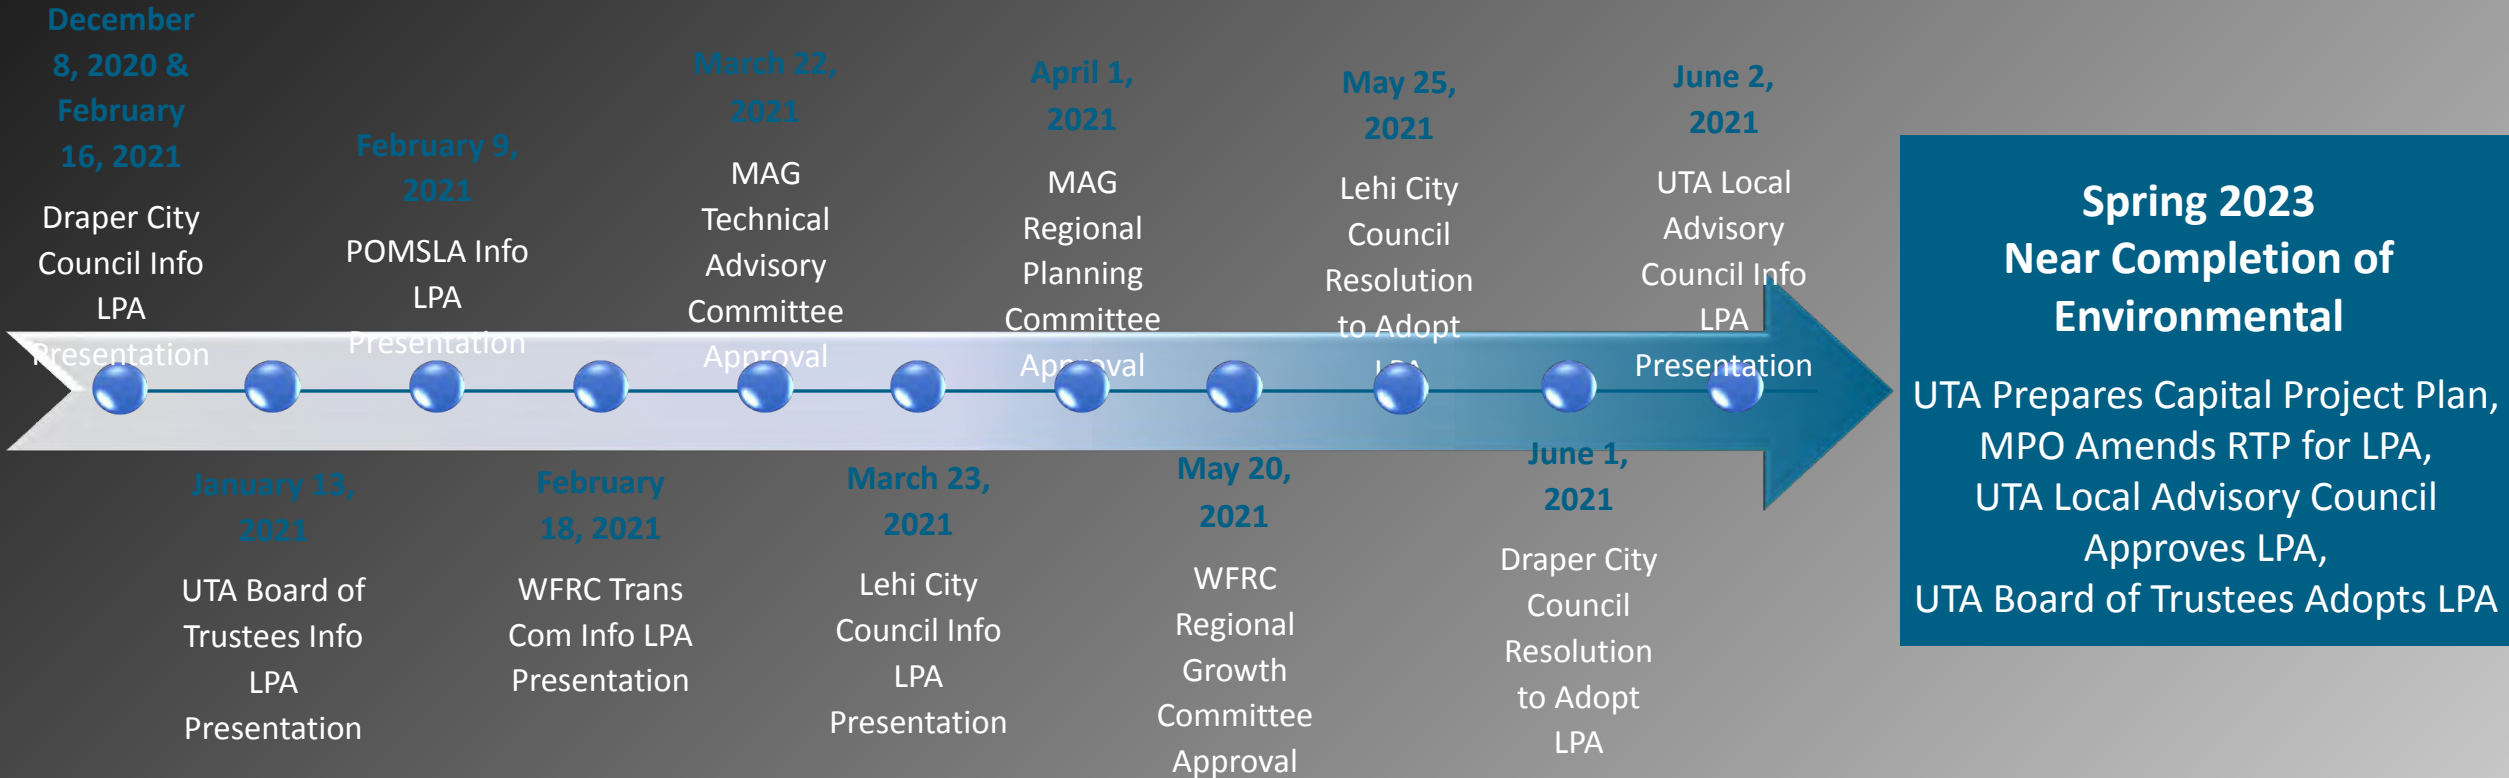 December
8, 2020 &
February
16, 2021
Draper City
Council Info
LPA
Presentation
January 13,
2021
UTA Board of
Trustees Info
LPA
Presentation
February 9,
2021
POMSLA Info
LPA
Presentation
February
18, 2021
WFRC Trans
Com Info LPA
Presentation
March 22,
2021
MAG
Technical
Advisory
Committee
Approval
March 23,
2021
Lehi City
Council Info
LPA
Presentation
April 1,
2021
MAG
Regional
Planning
Committee
Approval
May 20,
2021
WFRC
Regional
Growth
Committee
Approval
May 25,
2021
Lehi City
Council
Resolution
to Adopt
LPA
June 1,
2021
Draper City
Council
Resolution
to Adopt
LPA
June 2,
2021
UTA Local
Advisory
Council Info
LPA
Presentation
Spring 2023
Near Completion of
Environmental
UTA Prepares Capital Project Plan,
MPO Amends RTP for LPA,
UTA Local Advisory Council
Approves LPA,
UTA Board of Trustees Adopts LPA